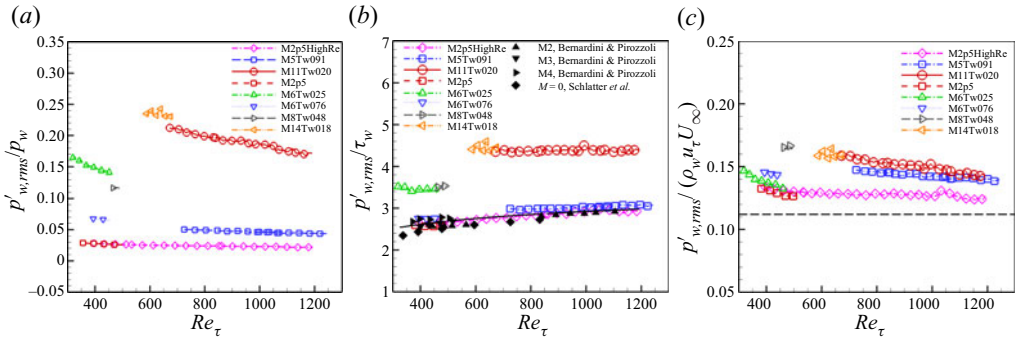 (a)
0.35
0.30
0.25
0.20
0.15
0.10
0.05
0
−0.05
p′w,rms/pw
400 600 800 1000 1200
Reτ
M2p5HighRe
M5Tw091
M11Tw020
M2p5
M6Tw025
M6Tw076
M8Tw048
M14Tw018
(b)
7
6
5
4
3
2
1
p′w,rms/τw
400 600 800 1000 1200
Reτ
M2p5HighRe
M5Tw091
M11Tw020
M2p5
M6Tw025
M6Tw076
M8Tw048
M14Tw018
M2, Bernardini & Pirozzoli
M3, Bernardini & Pirozzoli
M4, Bernardini & Pirozzoli
M = 0, Schlatter et al.
(c)
0.25
0.20
0.15
0.10
0.05
p′w,rms/(ρw uτ U∞)
400 600 800 1000 1200
Reτ
M2p5HighRe
M5Tw091
M11Tw020
M2p5
M6Tw025
M6Tw076
M8Tw048
M14Tw018